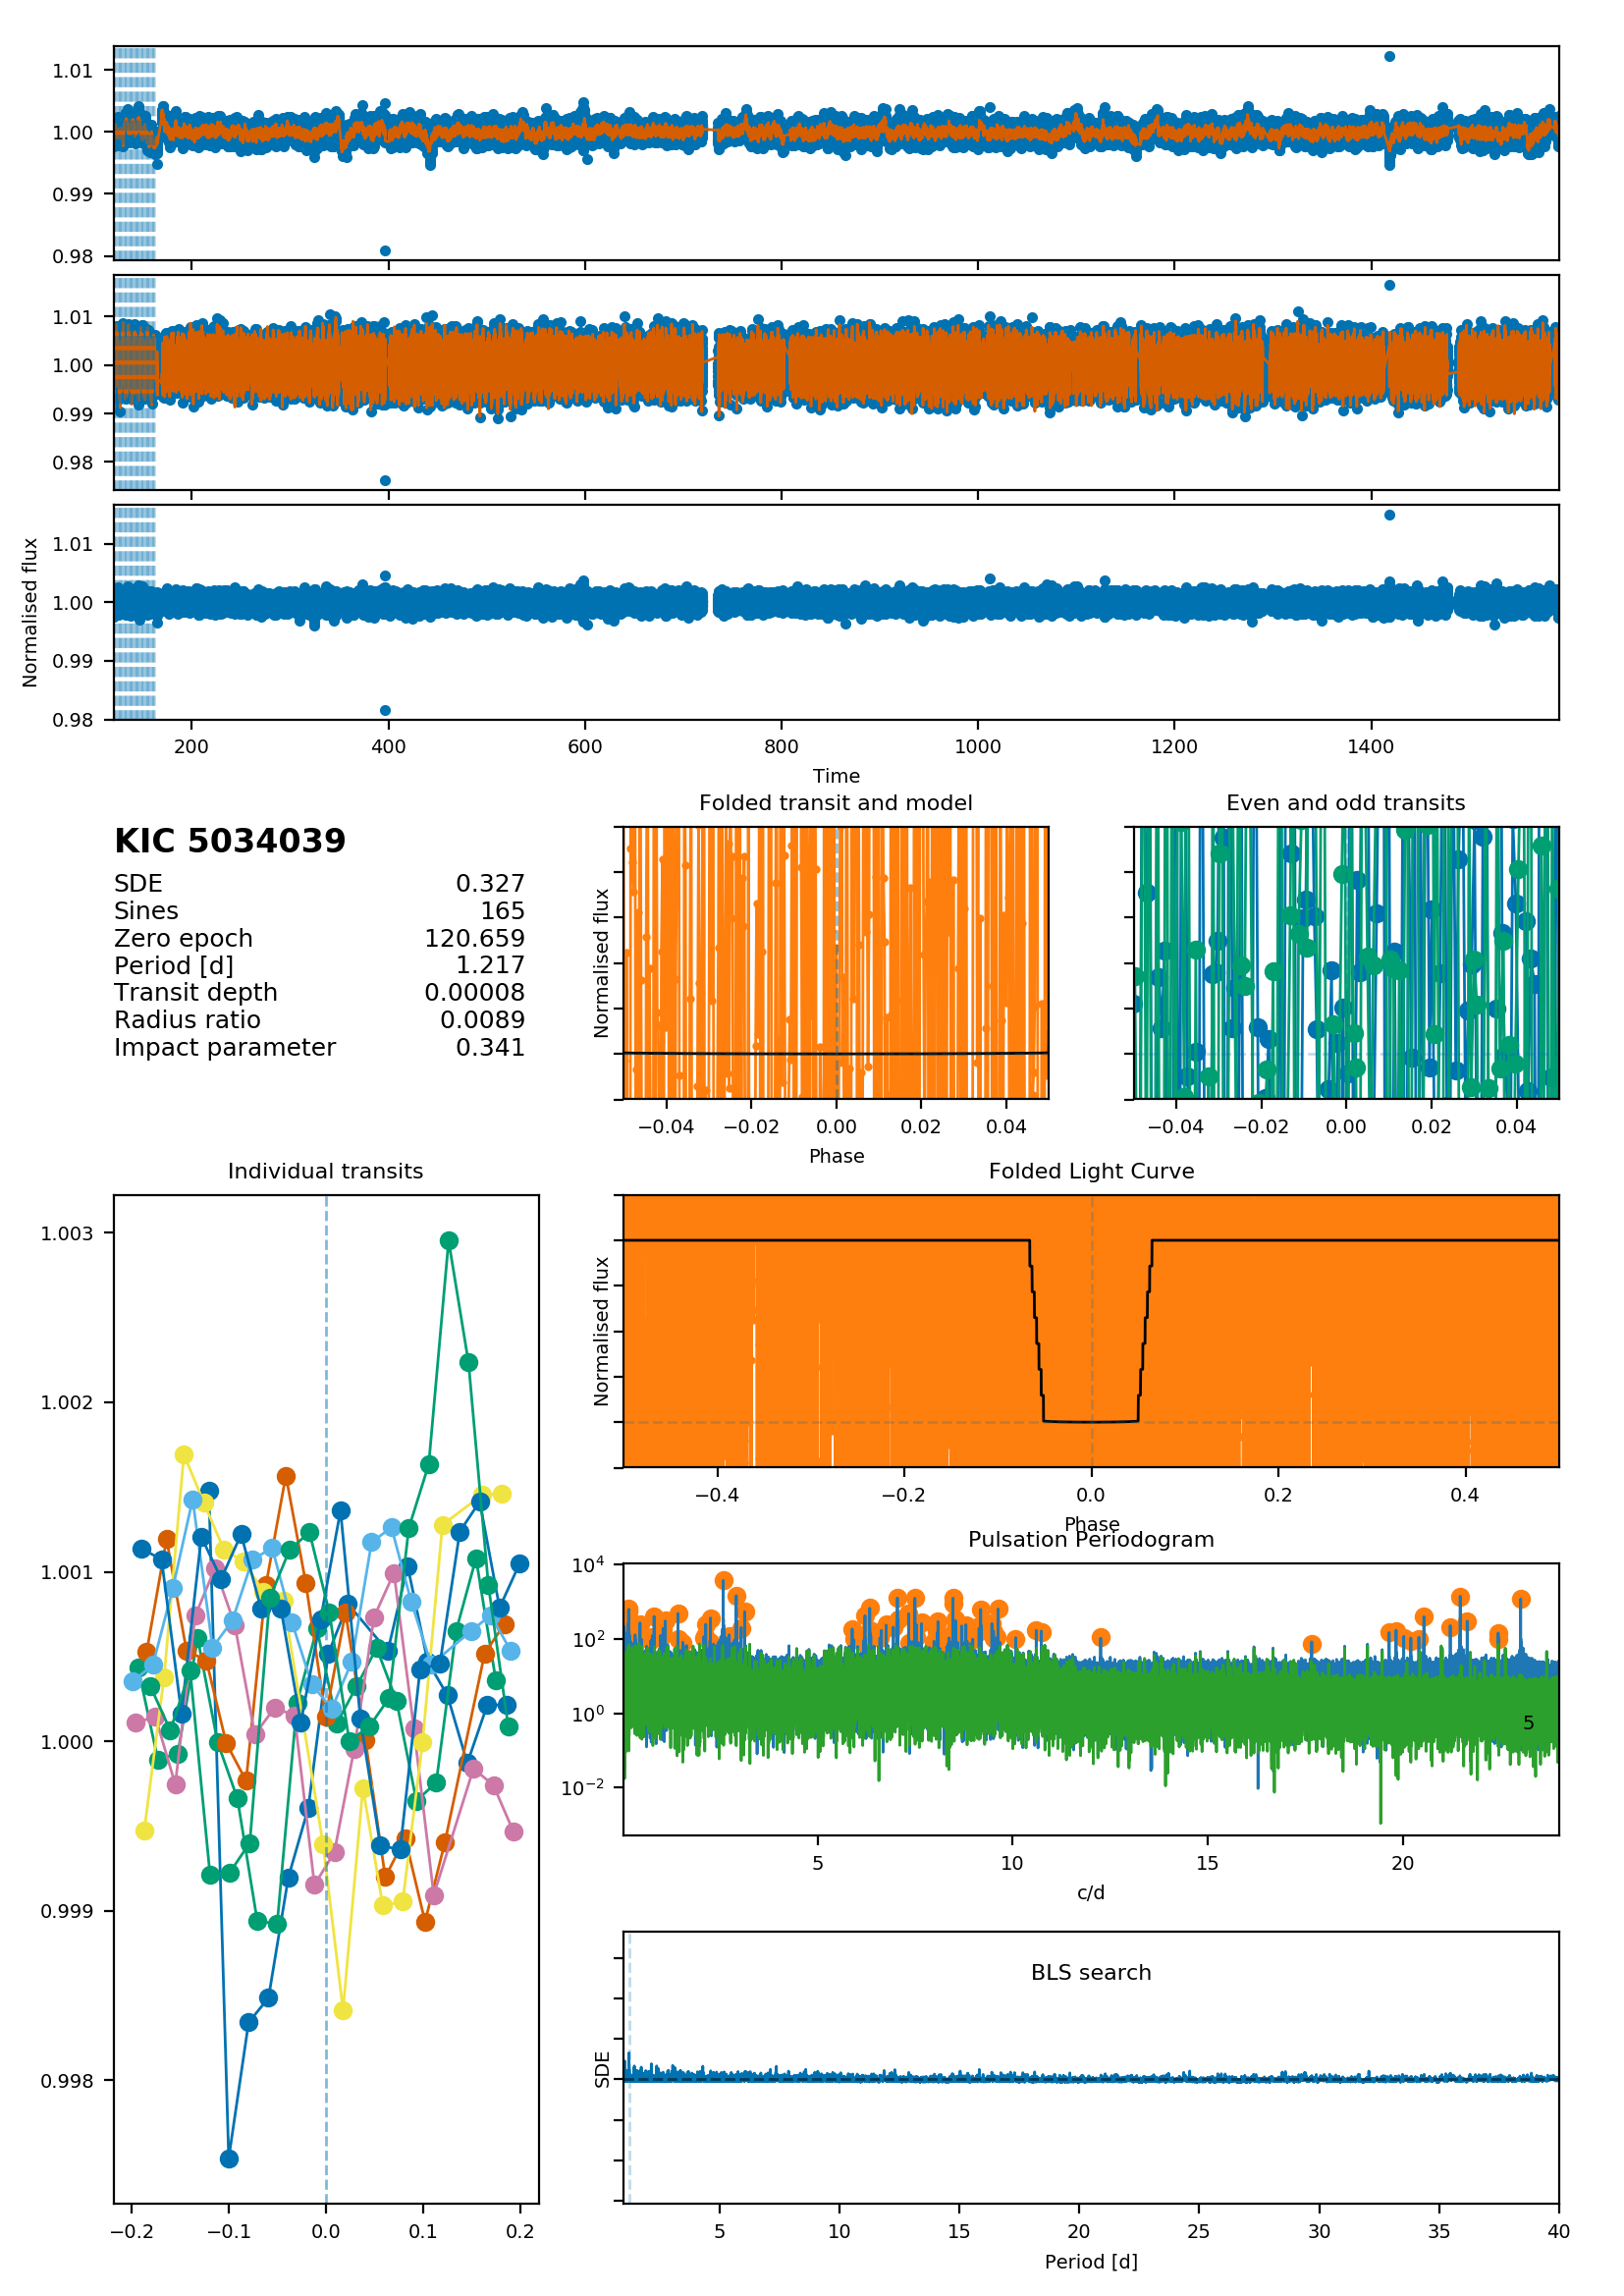 1.01
1.00
0.99
0.98
1.01
1.00
0.99
0.98
1.01
1.00
0.99
0.98
Normalised flux
200 400 600 800 1000 1200 1400
Time
KIC 5034039
SDE 0.327
Sines 165
Zero epoch 120.659
Period [d] 1.217
Transit depth 0.00008
Radius ratio 0.0089
Impact parameter 0.341
Folded transit and model
Normalised flux
−0.04 −0.02 0.00 0.02 0.04
Phase
Even and odd transits
−0.04 −0.02 0.00 0.02 0.04
Individual transits
1.003
1.002
1.001
1.000
0.999
0.998
−0.2 −0.1 0.0 0.1 0.2
Folded Light Curve
Normalised flux
−0.4 −0.2 0.0 0.2 0.4
Phase
Pulsation Periodogram
10⁴
10²
10⁰
10⁻²
5
5 10 15 20
c/d
BLS search
SDE
5 10 15 20 25 30 35 40
Period [d]